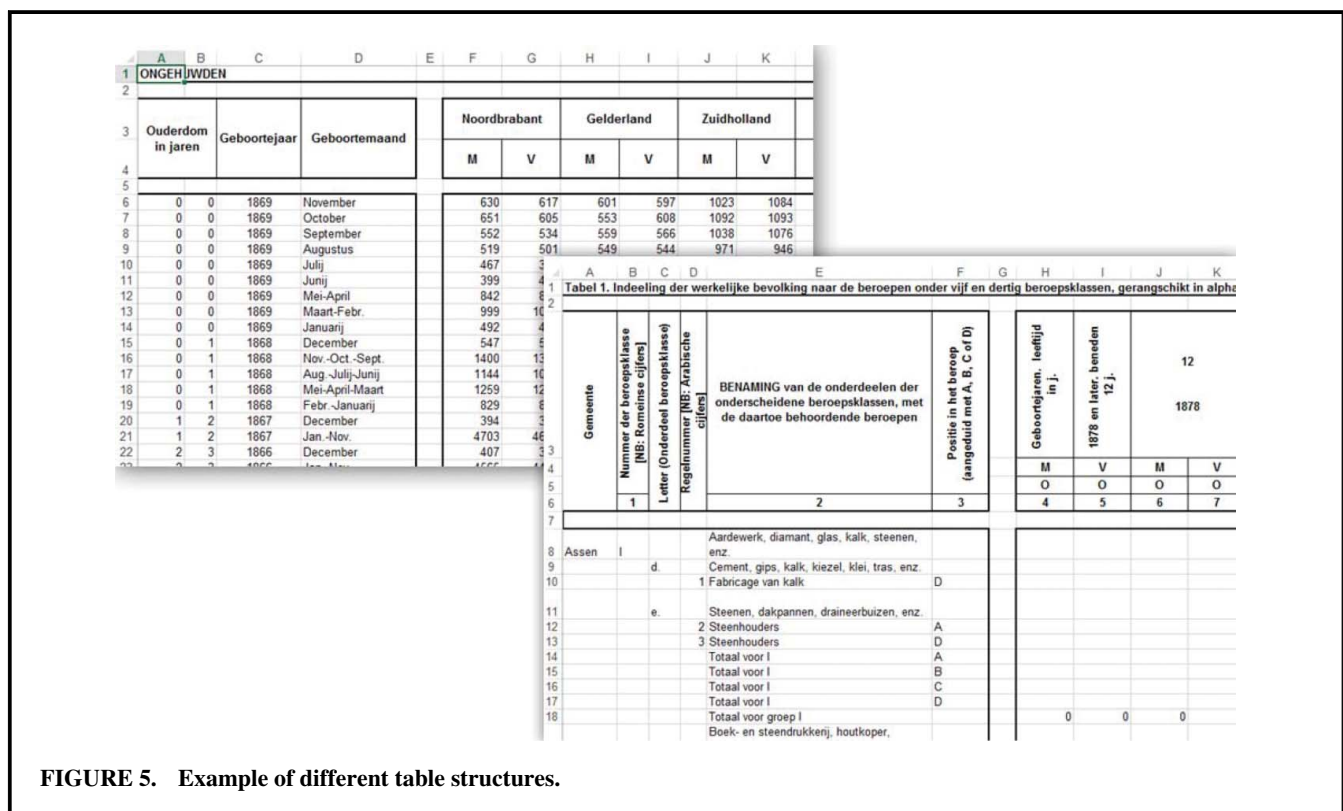 A B C D E F G H I J K
1 ONGEHUWDEN
2
3 Ouderdom in jaren Geboortejaar Geboortemaand Noordbrabant Gelderland Zuidholland
4 M V M V M V
5
6 0 0 1869 November 630 617 601 597 1023 1084
7 0 0 1869 October 651 605 553 608 1092 1093
8 0 0 1869 September 552 534 559 566 1038 1076
9 0 0 1869 Augustus 519 501 549 544 971 946
10 0 0 1869 Julij 467
11 0 0 1869 Junij 399
12 0 0 1869 Mei-April 842
13 0 0 1869 Maart-Febr. 999
14 0 0 1869 Januarij 492
15 0 1 1868 December 547
16 0 1 1868 Nov.-Oct.-Sept. 1400
17 0 1 1868 Aug.-Julij-Junij 1144
18 0 1 1868 Mei-April-Maart 1259
19 0 1 1868 Febr.-Januarij 829
20 1 2 1867 December 394
21 1 2 1867 Jan.-Nov. 4703
22 2 3 1866 December 407
A B C D E F G H I J K
1 Tabel 1. Indeeling der werkelijke bevolking naar de beroepen onder vijf en dertig beroepsklassen, gerangschikt in alpha
2
3 Gemeente
Nummer der beroepsklasse
[NB: Romeinse cijfers]
Letter (Onderdeel beroepsklasse)
Regelnummer [NB: Arabische
cijfers]
BENAMING van de onderdeelen der
onderscheidene beroepsklassen, met
de daartoe behoordende beroepen
Positie in het beroep
(aangeduid met A, B, C of D)
Geboortejaren. leeftijd
in j.
1878 en later, beneden
12 j.
12
1878
4 M V M V
5 O O O O
6 1 2 3 4 5 6 7
7
Aardewerk, diamant, glas, kalk, steenen,
8 Assen I enz.
9 d. Cement, gips, kalk, kiezel, klei, tras, enz.
10 1 Fabricage van kalk D
11 e. Steenen, dakpannen, draineerbuizen, enz.
12 2 Steenhouders A
13 3 Steenhouders D
14 Totaal voor I A
15 Totaal voor I B
16 Totaal voor I C
17 Totaal voor I D
18 Totaal voor groep I 0 0 0
Boek- en steendrukkerij, houtkoper,
FIGURE 5. Example of different table structures.